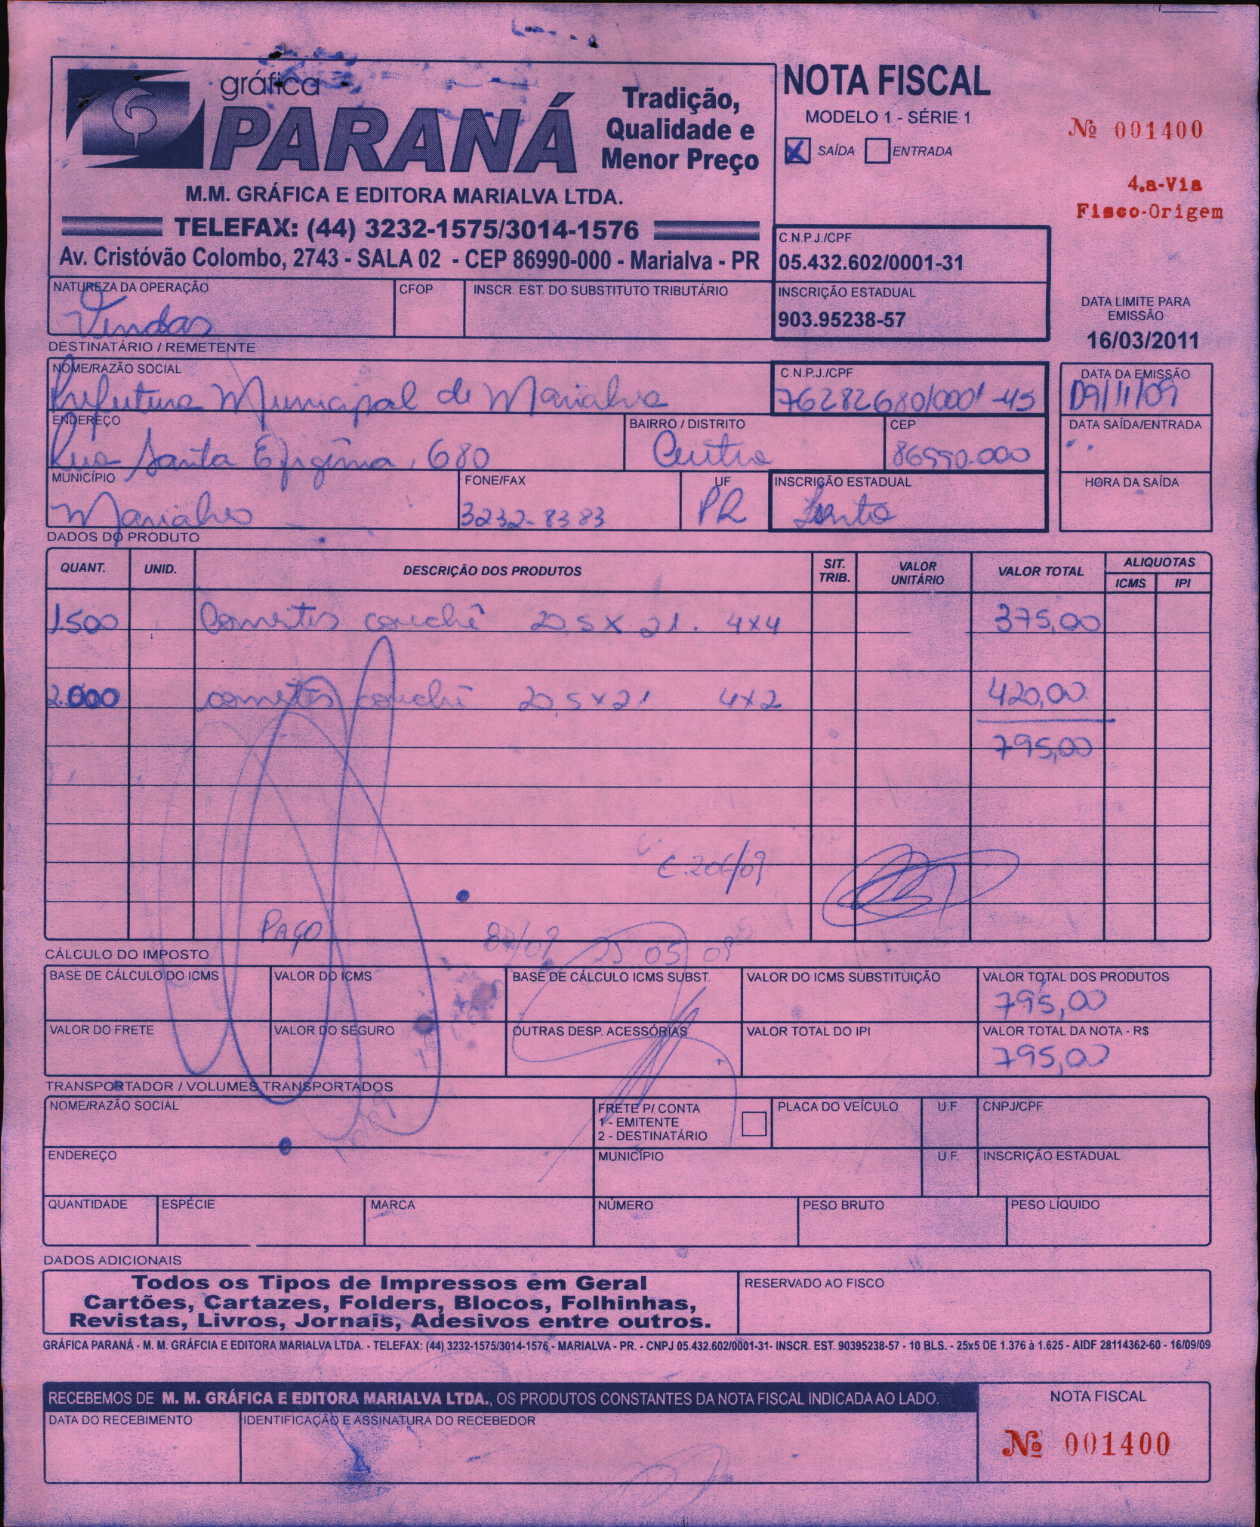 gráfica
PARANÁ
Tradição,
Qualidade e
Menor Preço
M.M. GRÁFICA E EDITORA MARIALVA LTDA.
TELEFAX: (44) 3232-1575/3014-1576
Av. Cristóvão Colombo, 2743 - SALA 02 - CEP 86990-000 - Marialva - PR
NOTA FISCAL
MODELO 1 - SÉRIE 1
X SAÍDA ENTRADA
Nº 001400
4.a-Via
Fisco-Origem
C.N.P.J./CPF
05.432.602/0001-31
NATUREZA DA OPERAÇÃO CFOP INSCR. EST. DO SUBSTITUTO TRIBUTÁRIO INSCRIÇÃO ESTADUAL
Vendas 903.95238-57
DATA LIMITE PARA
EMISSÃO
16/03/2011
DESTINATÁRIO / REMETENTE
NOME/RAZÃO SOCIAL C.N.P.J./CPF DATA DA EMISSÃO
Prefeitura Municipal de Marialva 76282680/0001-45 09/11/09
ENDEREÇO BAIRRO / DISTRITO CEP DATA SAÍDA/ENTRADA
Rua Santa Efigênia, 680 Centro 86990.000
MUNICÍPIO FONE/FAX UF INSCRIÇÃO ESTADUAL HORA DA SAÍDA
Marialva 3232-8383 PR Isento
DADOS DO PRODUTO
QUANT. UNID. DESCRIÇÃO DOS PRODUTOS SIT. TRIB. VALOR UNITÁRIO VALOR TOTAL ALIQUOTAS
ICMS IPI
1.500 Convites couchê 20,5X21. 4X4 375,00
2.000 convites couchê 20,5X21 4X2 420,00
795,00
C.206/09
PAGO
CÁLCULO DO IMPOSTO
BASE DE CÁLCULO DO ICMS VALOR DO ICMS BASE DE CÁLCULO ICMS SUBST. VALOR DO ICMS SUBSTITUIÇÃO VALOR TOTAL DOS PRODUTOS
795,00
VALOR DO FRETE VALOR DO SEGURO OUTRAS DESP. ACESSÓRIAS VALOR TOTAL DO IPI VALOR TOTAL DA NOTA - R$
795,00
TRANSPORTADOR / VOLUMES TRANSPORTADOS
NOME/RAZÃO SOCIAL FRETE P/ CONTA PLACA DO VEÍCULO U.F. CNPJ/CPF
1 - EMITENTE
2 - DESTINATÁRIO
ENDEREÇO MUNICÍPIO U.F. INSCRIÇÃO ESTADUAL
QUANTIDADE ESPÉCIE MARCA NÚMERO PESO BRUTO PESO LÍQUIDO
DADOS ADICIONAIS
Todos os Tipos de Impressos em Geral
Cartões, Cartazes, Folders, Blocos, Folhinhas,
Revistas, Livros, Jornais, Adesivos entre outros.
RESERVADO AO FISCO
GRÁFICA PARANÁ - M. M. GRÁFCIA E EDITORA MARIALVA LTDA. - TELEFAX: (44) 3232-1575/3014-1576 - MARIALVA - PR. - CNPJ 05.432.602/0001-31- INSCR. EST. 90395238-57 - 10 BLS. - 25x5 DE 1.376 à 1.625 - AIDF 28114362-60 - 16/09/09
RECEBEMOS DE M. M. GRÁFICA E EDITORA MARIALVA LTDA., OS PRODUTOS CONSTANTES DA NOTA FISCAL INDICADA AO LADO.
DATA DO RECEBIMENTO IDENTIFICAÇÃO E ASSINATURA DO RECEBEDOR
NOTA FISCAL
Nº 001400